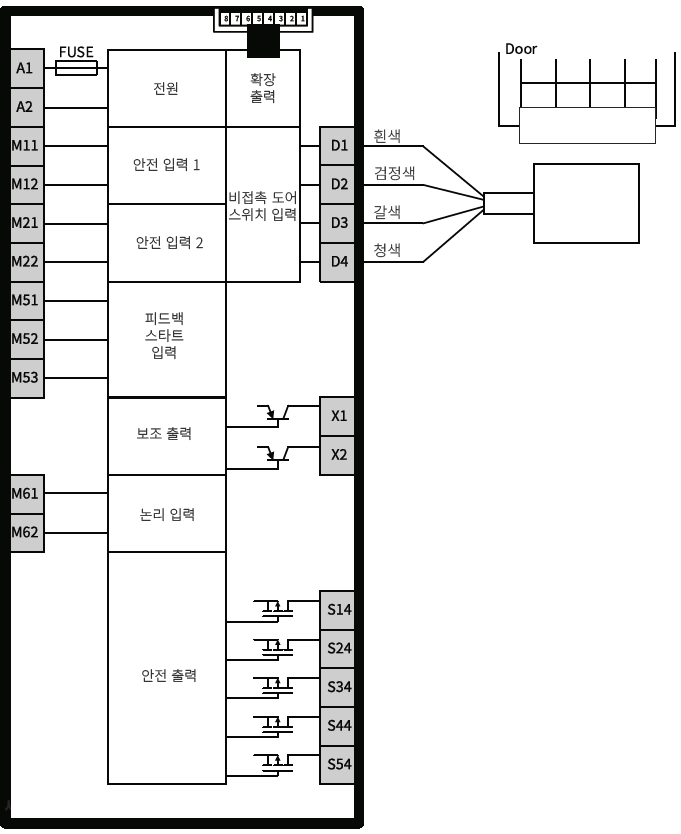 8 7 6 5 4 3 2 1
FUSE
Door
A1
전원
확장
출력
A2
M11
안전 입력 1
D1
흰색
M12
비접촉 도어
스위치 입력
D2
검정색
M21
안전 입력 2
D3
갈색
M22
D4
청색
M51
피드백
스타트
입력
M52
M53
보조 출력
X1
X2
M61
논리 입력
M62
안전 출력
S14
S24
S34
S44
S54